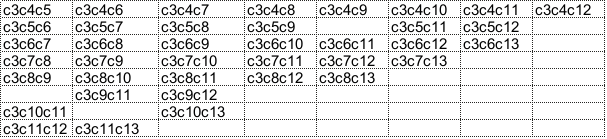 c3c4c5 c3c4c6 c3c4c7 c3c4c8 c3c4c9 c3c4c10 c3c4c11 c3c4c12
c3c5c6 c3c5c7 c3c5c8 c3c5c9 c3c5c11 c3c5c12
c3c6c7 c3c6c8 c3c6c9 c3c6c10 c3c6c11 c3c6c12 c3c6c13
c3c7c8 c3c7c9 c3c7c10 c3c7c11 c3c7c12 c3c7c13
c3c8c9 c3c8c10 c3c8c11 c3c8c12 c3c8c13
c3c9c11 c3c9c12
c3c10c11 c3c10c13
c3c11c12 c3c11c13